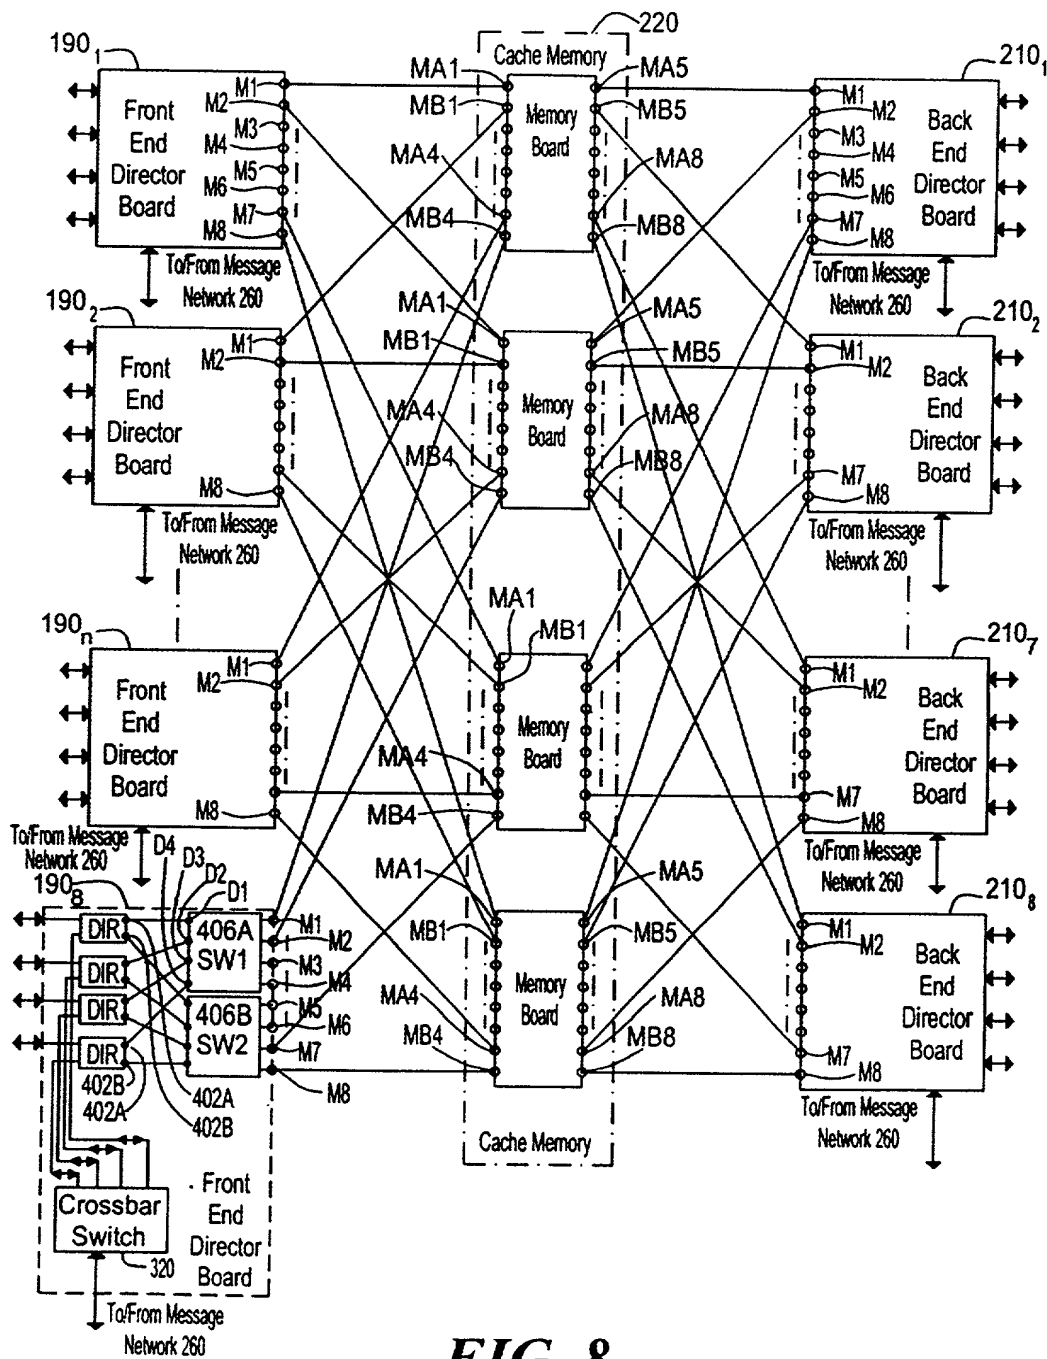 220
190₁
Front
End
Director
Board
M1
M2
M3
M4
M5
M6
M7
M8
To/From Message
Network 260
Cache Memory
MA1
MB1
MA4
MB4
Memory
Board
MA5
MB5
MA8
MB8
210₁
M1
M2
M3
M4
M5
M6
M7
M8
Back
End
Director
Board
To/From Message
Network 260
190₂
Front
End
Director
Board
M1
M2
M8
To/From Message
Network 260
MA1
MB1
MA4
MB4
Memory
Board
MA5
MB5
MA8
MB8
210₂
M1
M2
M7
M8
Back
End
Director
Board
To/From Message
Network 260
190ₙ
Front
End
Director
Board
M1
M2
M8
To/From Message
Network 260
MA1
MB1
MA4
MB4
Memory
Board
210₇
M1
M2
M7
M8
Back
End
Director
Board
To/From Message
Network 260
190₈
D4
D3
D2
D1
DIR
DIR
DIR
DIR
406A
SW1
406B
SW2
M1
M2
M3
M4
M5
M6
M7
M8
402B
402A
402A
402B
Crossbar
Switch
320
Front
End
Director
Board
To/From Message
Network 260
MA1
MB1
MA4
MB4
Memory
Board
MA5
MB5
MA8
MB8
Cache Memory
210₈
M1
M2
M7
M8
Back
End
Director
Board
To/From Message
Network 260
FIG. 8